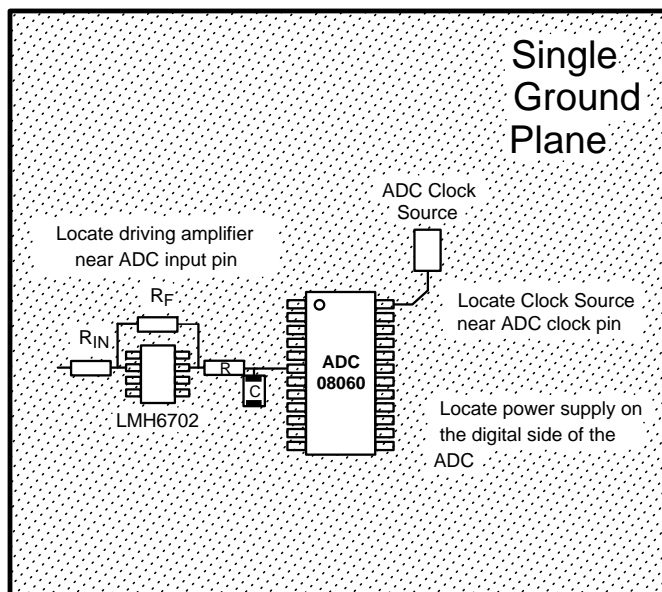 Single
Ground
Plane
ADC Clock
Source
Locate driving amplifier
near ADC input pin
RF
Locate Clock Source
near ADC clock pin
RIN
R
C
ADC
08060
LMH6702
Locate power supply on
the digital side of the
ADC